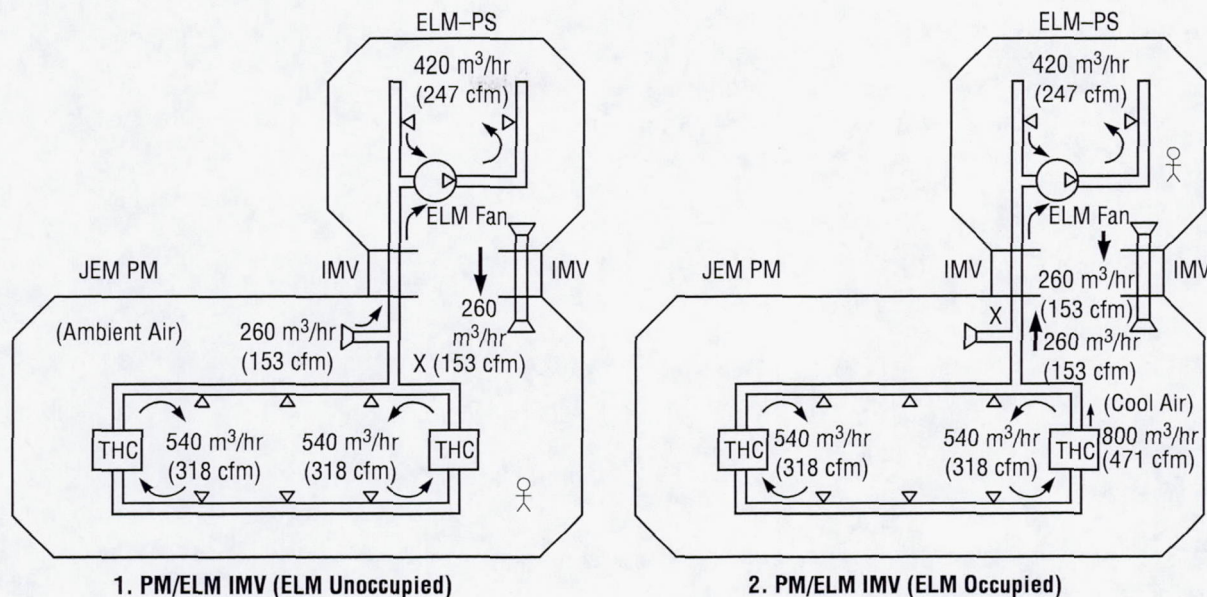 ELM–PS
420 m³/hr
(247 cfm)
ELM Fan
JEM PM
IMV
IMV
(Ambient Air)
260 m³/hr
(153 cfm)
260
m³/hr
X (153 cfm)
THC
540 m³/hr
(318 cfm)
540 m³/hr
(318 cfm)
THC
1. PM/ELM IMV (ELM Unoccupied)
ELM–PS
420 m³/hr
(247 cfm)
ELM Fan
JEM PM
IMV
IMV
260 m³/hr
(153 cfm)
X
260 m³/hr
(153 cfm)
(Cool Air)
THC
540 m³/hr
(318 cfm)
540 m³/hr
(318 cfm)
THC
800 m³/hr
(471 cfm)
2. PM/ELM IMV (ELM Occupied)